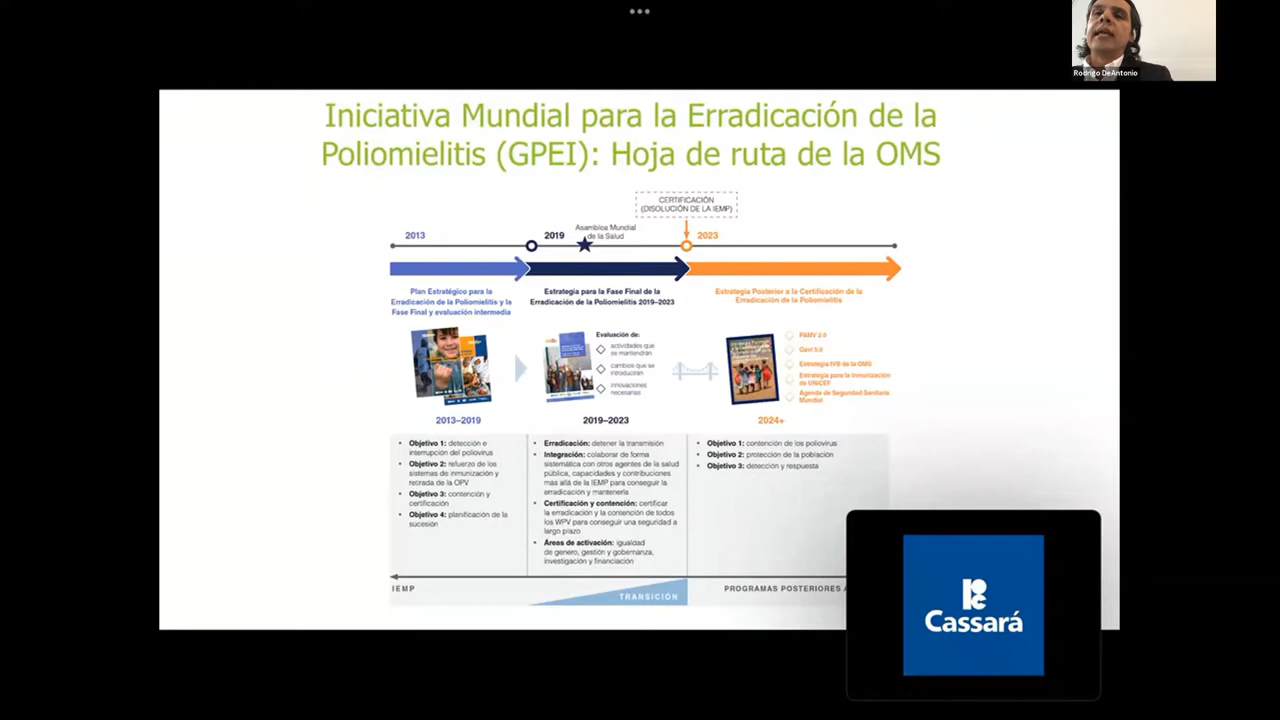 Rodrigo DeAntonio
Iniciativa Mundial para la Erradicación de la
Poliomielitis (GPEI): Hoja de ruta de la OMS
CERTIFICACIÓN
(DISOLUCIÓN DE LA IEMP)
2013
2019
Asamblea Mundial
de la Salud
2023
Plan Estratégico para la
Erradicación de la Poliomielitis y la
Fase Final y evaluación intermedia
Estrategia para la Fase Final de la
Erradicación de la Poliomielitis 2019–2023
Estrategia Posterior a la Certificación de la
Erradicación de la Poliomielitis
Evaluación de:
actividades que
se mantendrán
cambios que se
introducirán
innovaciones
necesarias
PAMV 2.0
Gavi 5.0
Estrategia IVB de la OMS
Estrategia para la Inmunización
de UNICEF
Agenda de Seguridad Sanitaria
Mundial
2013–2019
2019–2023
2024+
• Objetivo 1: detección e
interrupción del poliovirus
• Objetivo 2: refuerzo de los
sistemas de inmunización y
retirada de la OPV
• Objetivo 3: contención y
certificación
• Objetivo 4: planificación de la
sucesión
• Erradicación: detener la transmisión
• Integración: colaborar de forma
sistemática con otros agentes de la salud
pública, capacidades y contribuciones
más allá de la IEMP para conseguir la
erradicación y mantenerla
• Certificación y contención: certificar
la erradicación y la contención de todos
los WPV para conseguir una seguridad a
largo plazo
• Áreas de activación: igualdad
de genero, gestión y gobernanza,
investigación y financiación
• Objetivo 1: contención de los poliovirus
• Objetivo 2: protección de la población
• Objetivo 3: detección y respuesta
IEMP
TRANSICIÓN
PROGRAMAS POSTERIORES A
Cassará